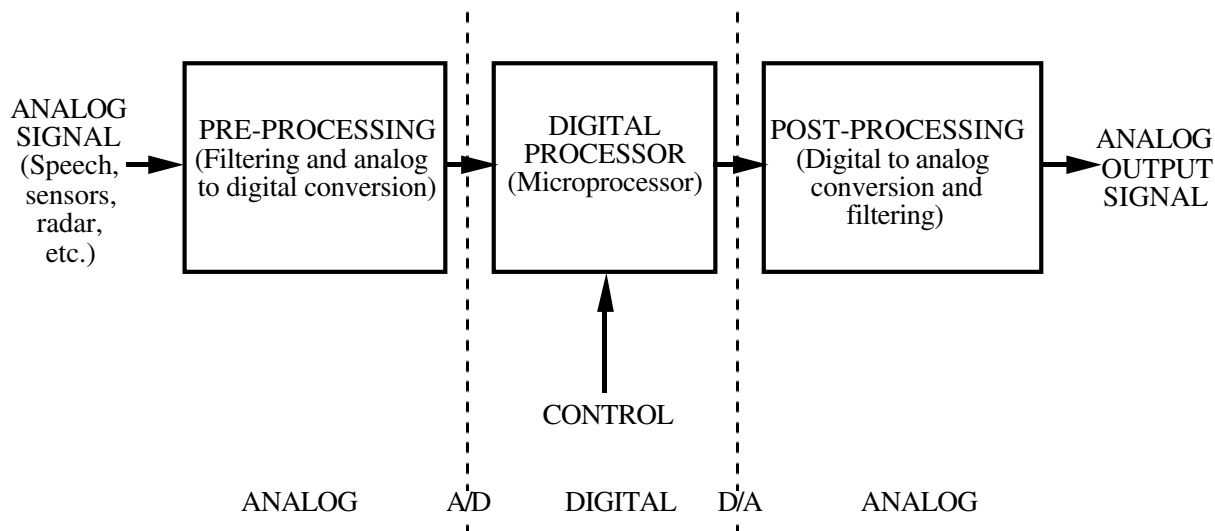 ANALOG
SIGNAL
(Speech,
sensors,
radar,
etc.)
PRE-PROCESSING
(Filtering and analog
to digital conversion)
DIGITAL
PROCESSOR
(Microprocessor)
POST-PROCESSING
(Digital to analog
conversion and
filtering)
ANALOG
OUTPUT
SIGNAL
CONTROL
ANALOG
A/D
DIGITAL
D/A
ANALOG